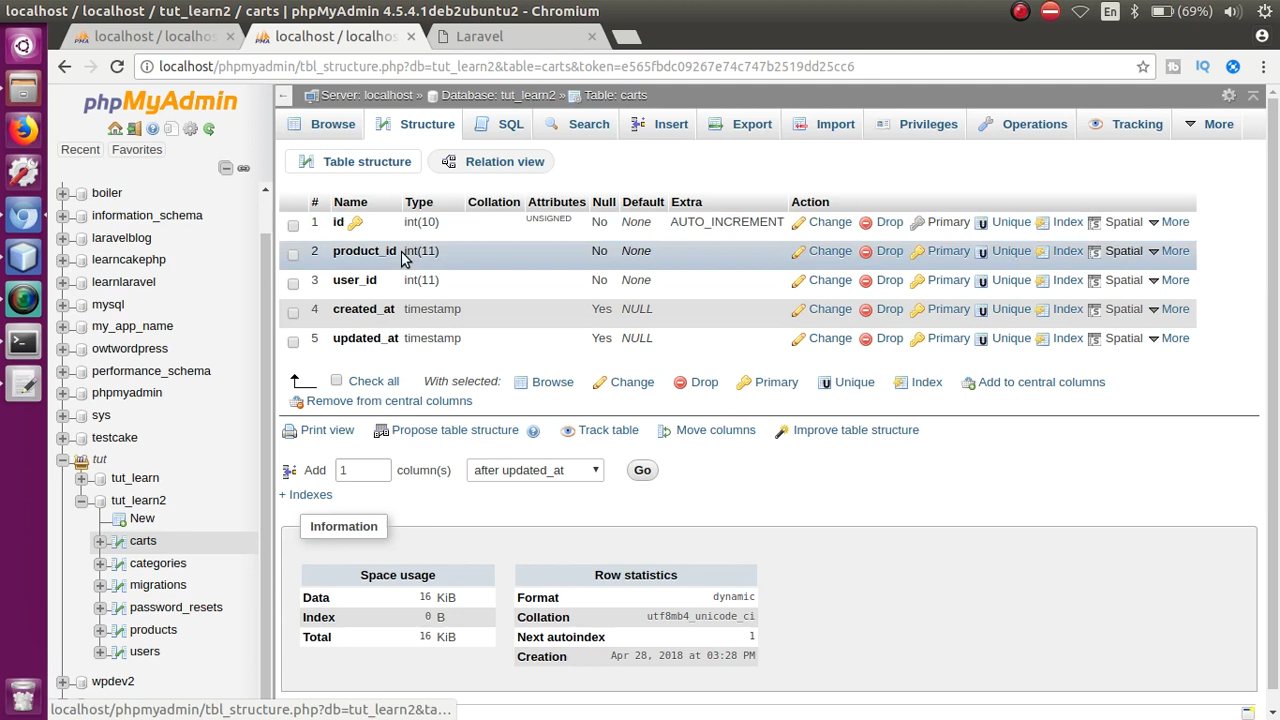 localhost / localhost / tut_learn2 / carts | phpMyAdmin 4.5.4.1deb2ubuntu2 - Chromium
En
(69%)
localhost / localhos
localhost / localhos
Laravel
localhost/phpmyadmin/tbl_structure.php?db=tut_learn2&table=carts&token=e565fbdc09267e74c747b2519dd25cc6
phpMyAdmin
Recent
Favorites
boiler
information_schema
laravelblog
learncakephp
learnlaravel
mysql
my_app_name
owtwordpress
performance_schema
phpmyadmin
sys
testcake
tut
tut_learn
tut_learn2
New
carts
categories
migrations
password_resets
products
users
wpdev2
Server: localhost » Database: tut_learn2 » Table: carts
Browse Structure SQL Search Insert Export Import Privileges Operations Tracking More
Table structure Relation view
# Name Type Collation Attributes Null Default Extra Action
1 id int(10) UNSIGNED No None AUTO_INCREMENT Change Drop Primary Unique Index Spatial More
2 product_id int(11) No None Change Drop Primary Unique Index Spatial More
3 user_id int(11) No None Change Drop Primary Unique Index Spatial More
4 created_at timestamp Yes NULL Change Drop Primary Unique Index Spatial More
5 updated_at timestamp Yes NULL Change Drop Primary Unique Index Spatial More
Check all With selected: Browse Change Drop Primary Unique Index Add to central columns
Remove from central columns
Print view Propose table structure Track table Move columns Improve table structure
Add 1 column(s) after updated_at Go
+ Indexes
Information
Space usage
Data 16 KiB
Index 0 B
Total 16 KiB
Row statistics
Format dynamic
Collation utf8mb4_unicode_ci
Next autoindex 1
Creation Apr 28, 2018 at 03:28 PM
localhost/phpmyadmin/tbl_structure.php?db=tut_learn2&ta...